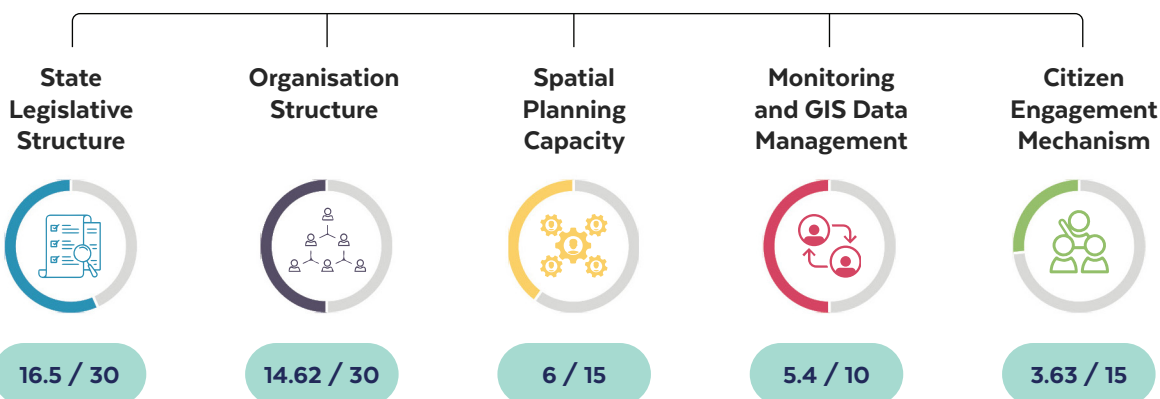 State
Legislative
Structure
16.5 / 30
Organisation
Structure
14.62 / 30
Spatial
Planning
Capacity
6 / 15
Monitoring
and GIS Data
Management
5.4 / 10
Citizen
Engagement
Mechanism
3.63 / 15